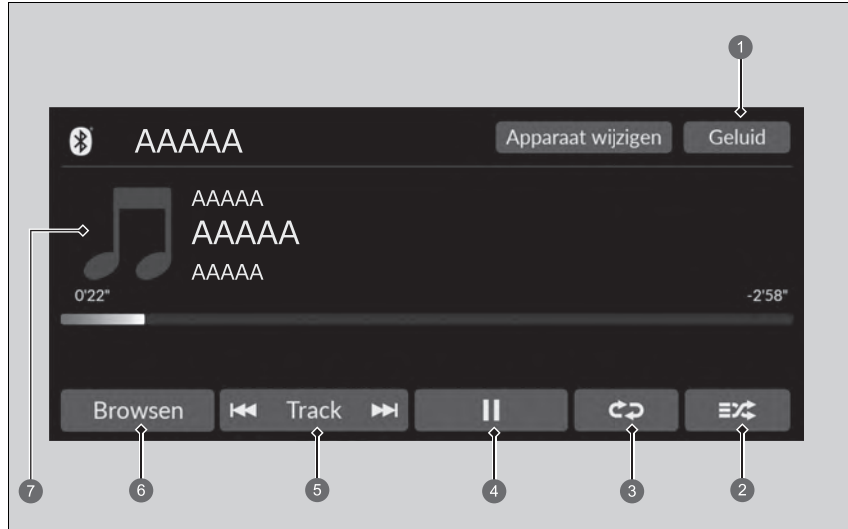 1
AAAAA
Apparaat wijzigen
Geluid
AAAAA
AAAAA
AAAAA
7
0'22"
-2'58"
Browsen
Track
6
5
4
3
2